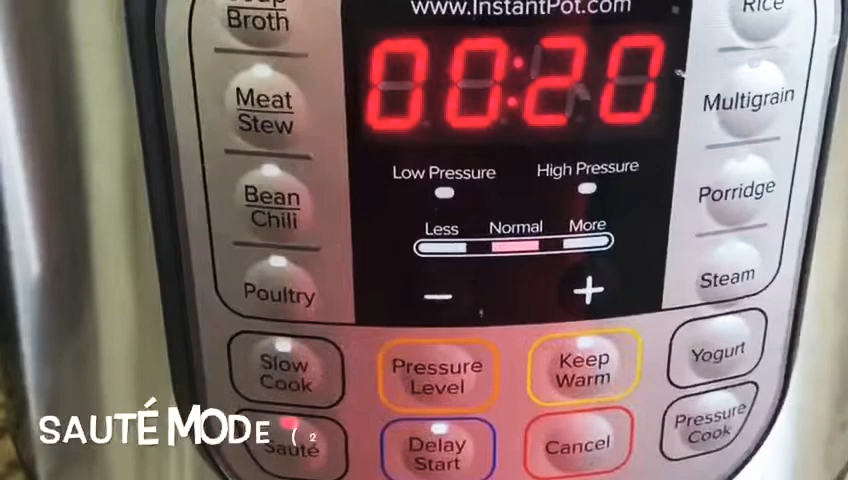 Soup
Broth
www.InstantPot.com
Rice
00:20
Meat
Stew
Multigrain
Low Pressure
High Pressure
Bean
Chili
Porridge
Less Normal More
− +
Poultry
Steam
Slow
Cook
Pressure
Level
Keep
Warm
Yogurt
Sauté
Delay
Start
Cancel
Pressure
Cook
SAUTÉ MODE ( 2